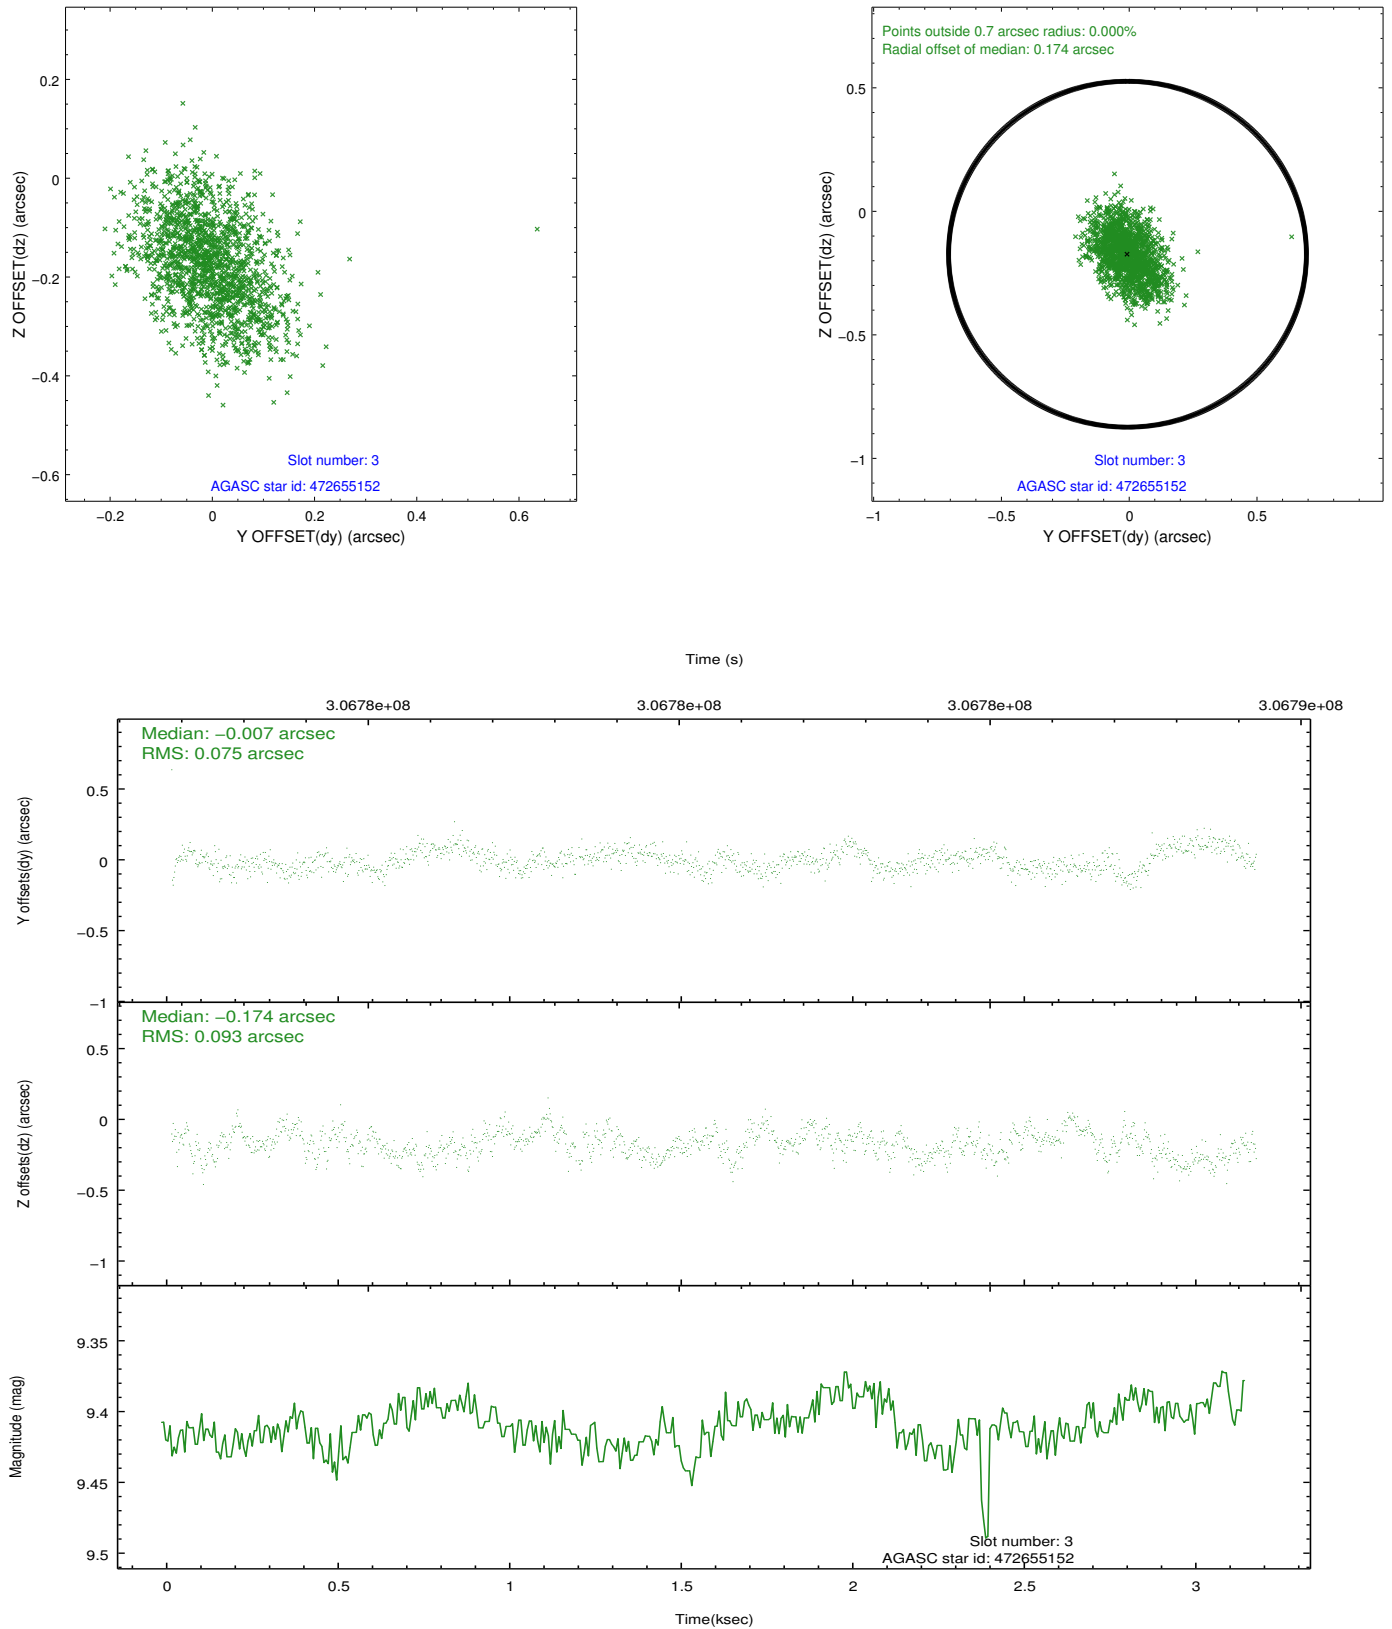 0.2
0
−0.2
−0.4
−0.6
Z OFFSET(dz) (arcsec)
Slot number: 3
AGASC star id: 472655152
−0.2 0 0.2 0.4 0.6
Y OFFSET(dy) (arcsec)
Points outside 0.7 arcsec radius: 0.000%
Radial offset of median: 0.174 arcsec
0.5
0
−0.5
−1
Z OFFSET(dz) (arcsec)
Slot number: 3
AGASC star id: 472655152
−1 −0.5 0 0.5
Y OFFSET(dy) (arcsec)
Time (s)
3.0678e+08 3.0678e+08 3.0678e+08 3.0679e+08
Median: −0.007 arcsec
RMS: 0.075 arcsec
0.5
0
−0.5
−1
Y offsets(dy) (arcsec)
Median: −0.174 arcsec
RMS: 0.093 arcsec
0.5
0
−0.5
−1
Z offsets(dz) (arcsec)
9.35
9.4
9.45
9.5
Magnitude (mag)
Slot number: 3
AGASC star id: 472655152
0 0.5 1 1.5 2 2.5 3
Time(ksec)